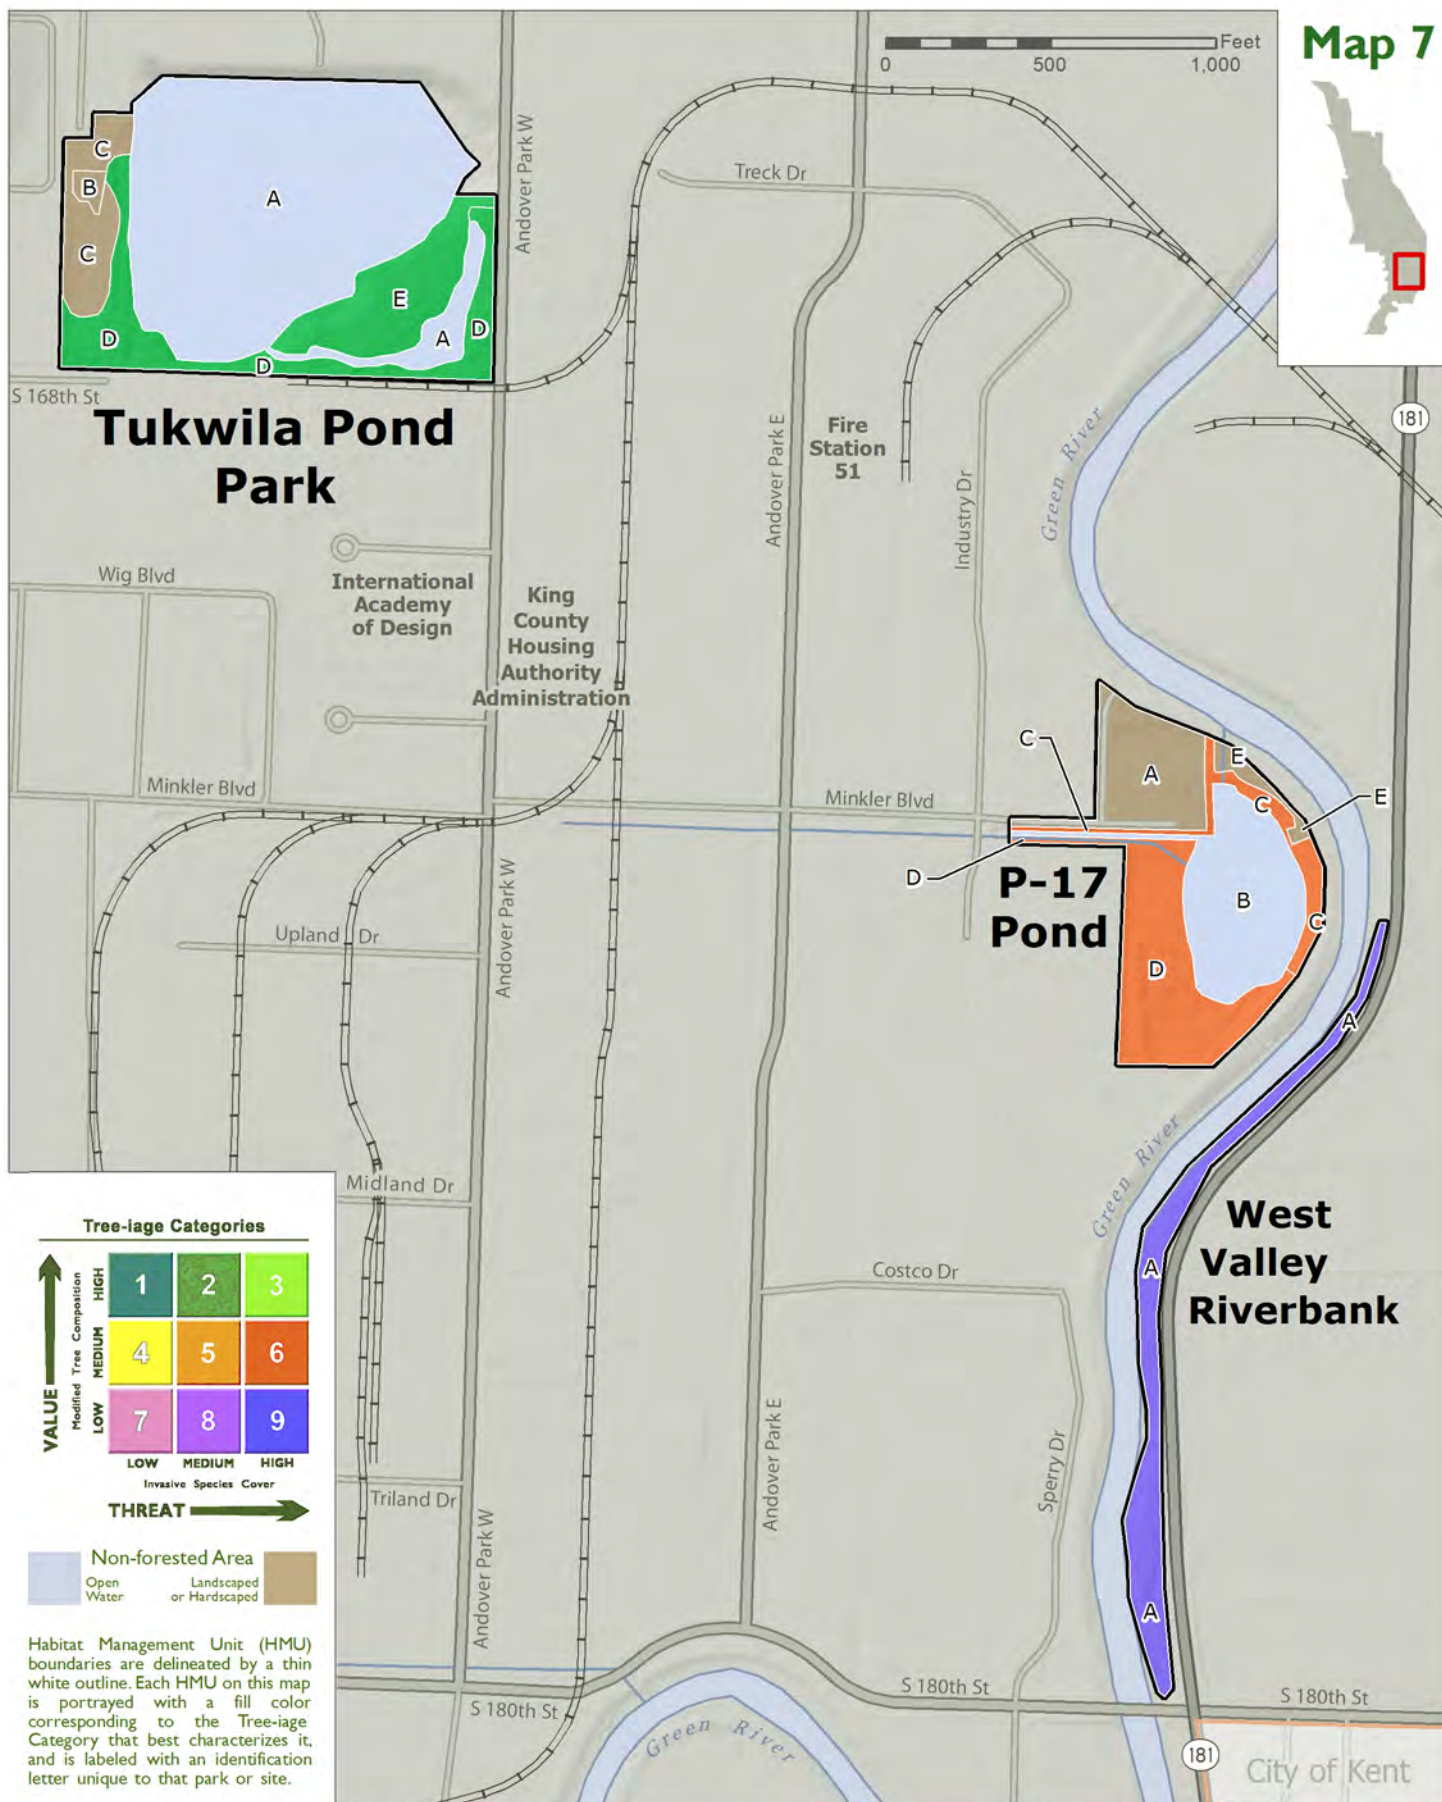 Map 7
Feet
0 500 1,000
Andover Park W
Treck Dr
C
B
A
C
E
D
A
D
D
S 168th St
Tukwila Pond
Park
181
Green River
Fire
Station
51
Andover Park E
Industry Dr
Wig Blvd
International
Academy
of Design
King
County
Housing
Authority
Administration
C
A
E
Minkler Blvd
Minkler Blvd
C
E
D
P-17
Pond
B
C
Andover Park W
Upland Dr
D
A
Green River
Midland Dr
West
Valley
Riverbank
A
Costco Dr
Tree-iage Categories
VALUE
Modified Tree Composition
HIGH
MEDIUM
LOW
1 2 3
4 5 6
7 8 9
LOW MEDIUM HIGH
Invasive Species Cover
THREAT
Andover Park E
Sperry Dr
Triland Dr
Andover Park W
A
Non-forested Area
Open
Water
Landscaped
or Hardscaped
Habitat Management Unit (HMU)
boundaries are delineated by a thin
white outline. Each HMU on this map
is portrayed with a fill color
corresponding to the Tree-iage
Category that best characterizes it,
and is labeled with an identification
letter unique to that park or site.
S 180th St
S 180th St
S 180th St
Green River
181
City of Kent